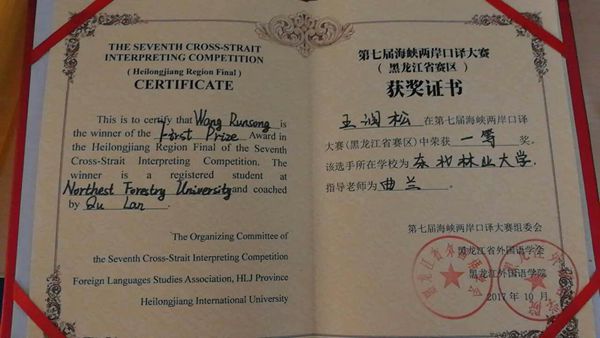 THE SEVENTH CROSS-STRAIT
INTERPRETING COMPETITION
( Heilongjiang Region Final )
CERTIFICATE
This is to certify that Wang Runsong is
the winner of the First Prize Award in
the Heilongjiang Region Final of the Seventh
Cross-Strait Interpreting Competition. The
winner is a registered student at
Northest Forestry University and coached
by Qu Lan.
The Organizing Committee of
the Seventh Cross-Strait Interpreting Competition
Foreign Languages Studies Association, HLJ Province
Heilongjiang International University
第七届海峡两岸口译大赛
( 黑龙江省赛区 )
获奖证书
王润松 在第七届海峡两岸口译
大赛(黑龙江省赛区)中荣获 一等 奖。
该选手所在学校为 东北林业大学,
指导老师为 曲兰 。
第七届海峡两岸口译大赛组委会
黑龙江省外国语学会
黑龙江外国语学院
2017 年 10 月